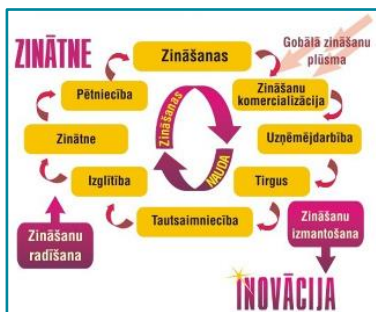 ZINĀTNE
Zināšanas
Gobālā zināšanu
plūsma
Pētniecība
Zināšanu
komercializācija
Zinātne
Zināšanas
NAUDA
Uzņēmējdarbība
Izglītība
Tirgus
Tautsaimniecība
Zināšanu
radīšana
Zināšanu
izmantošana
INOVĀCIJA